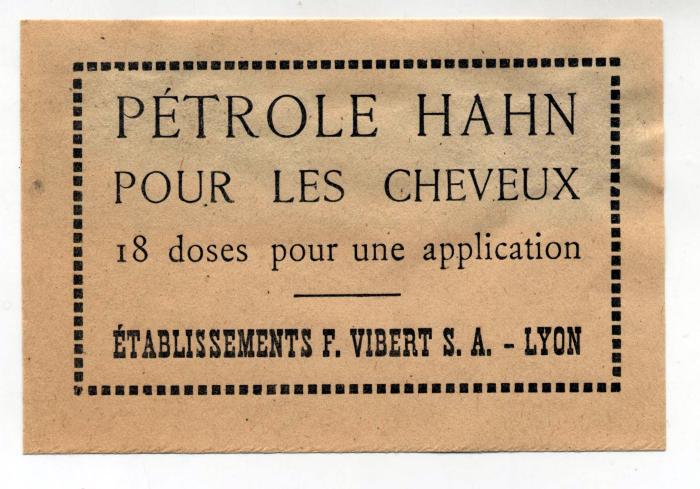 PÉTROLE HAHN
POUR LES CHEVEUX
18 doses pour une application
ÉTABLISSEMENTS F. VIBERT S. A. - LYON